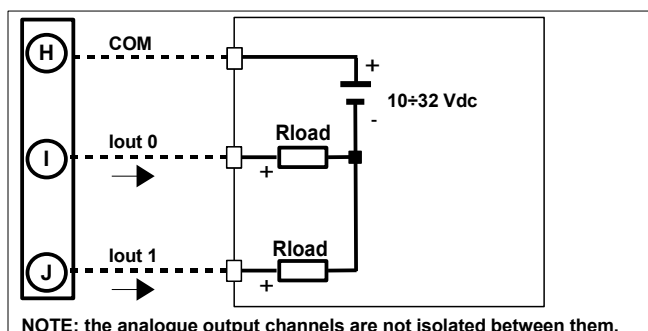 H COM
+
10÷32 Vdc
-
Rload
I Iout 0
+
Rload
J Iout 1
+
NOTE: the analogue output channels are not isolated between them.